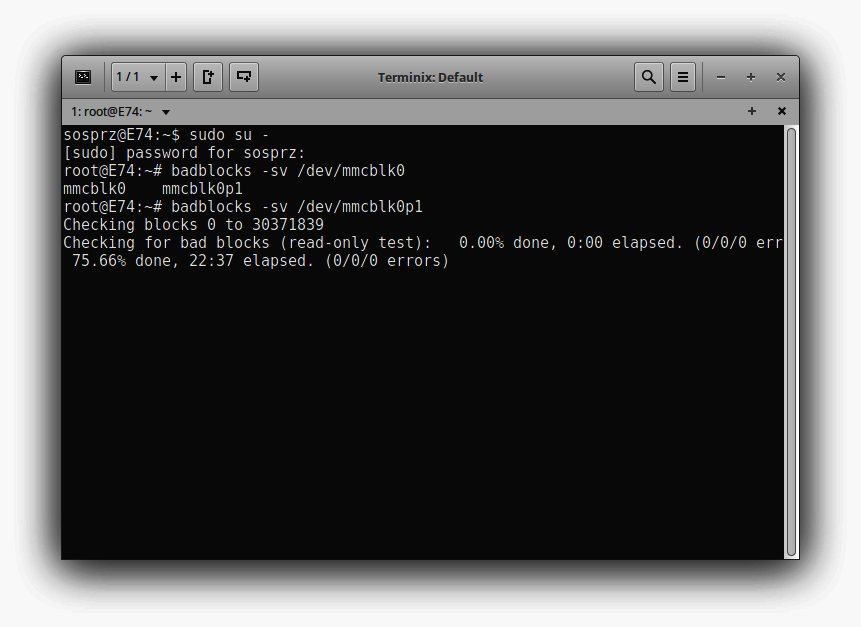 1 / 1
Terminix: Default
1: root@E74: ~
sosprz@E74:~$ sudo su -
[sudo] password for sosprz:
root@E74:~# badblocks -sv /dev/mmcblk0
mmcblk0    mmcblk0p1
root@E74:~# badblocks -sv /dev/mmcblk0p1
Checking blocks 0 to 30371839
Checking for bad blocks (read-only test):   0.00% done, 0:00 elapsed. (0/0/0 err
 75.66% done, 22:37 elapsed. (0/0/0 errors)